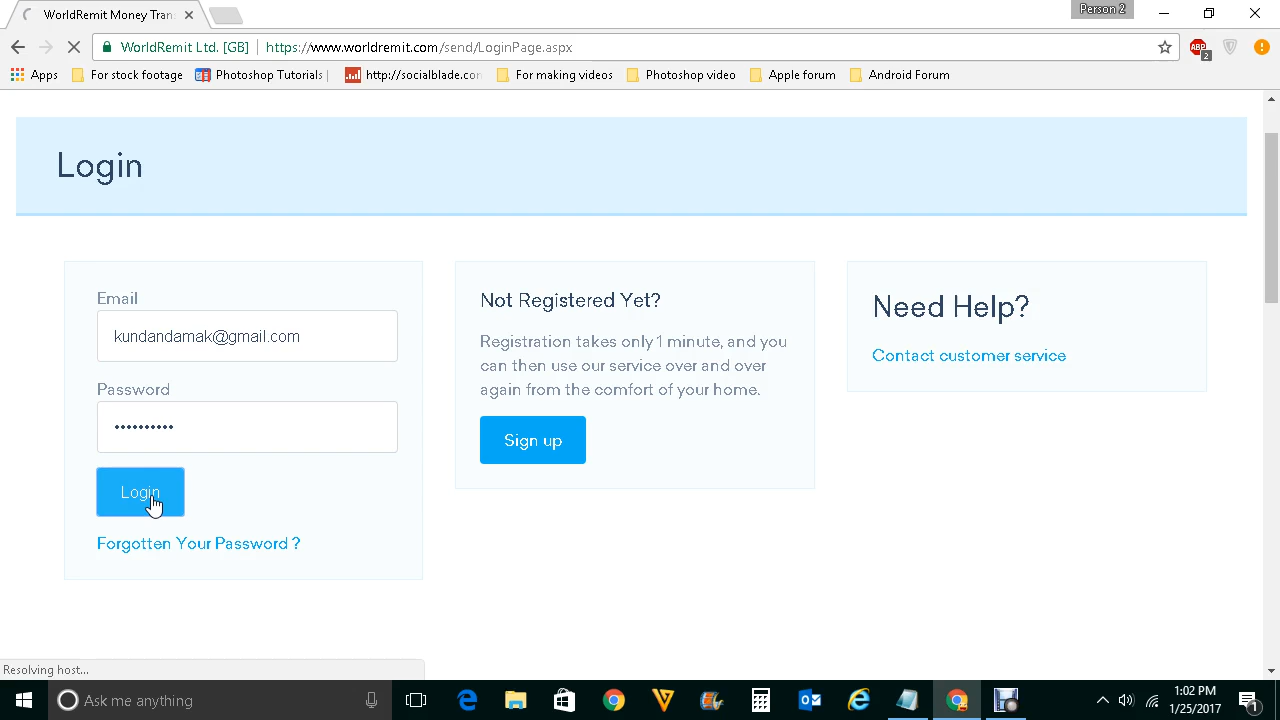 WorldRemit Money Tran
Person 2
WorldRemit Ltd. [GB]
https://www.worldremit.com/send/LoginPage.aspx
ABP
2
Apps
For stock footage
Photoshop Tutorials
http://socialblade.com
For making videos
Photoshop video
Apple forum
Android Forum
Login
Email
kundandamak@gmail.com
Password
Login
Forgotten Your Password ?
Not Registered Yet?
Registration takes only 1 minute, and you
can then use our service over and over
again from the comfort of your home.
Sign up
Need Help?
Contact customer service
Resolving host...
Ask me anything
1:02 PM
1/25/2017
1